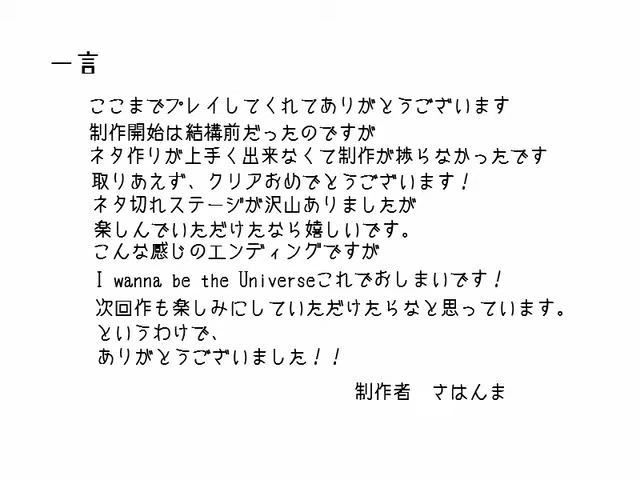 一言
ここまでプレイしてくれてありがとうございます
制作開始は結構前だったのですが
ネタ作りが上手く出来なくて制作が捗らなかったです
取りあえず、クリアおめでとうございます！
ネタ切れステージが沢山ありましたが
楽しんでいただけたなら嬉しいです。
こんな感じのエンディングですが
I wanna be the Universeこれでおしまいです！
次回作も楽しみにしていただけたらなと思っています。
というわけで、
ありがとうございました！！
制作者　さはんま